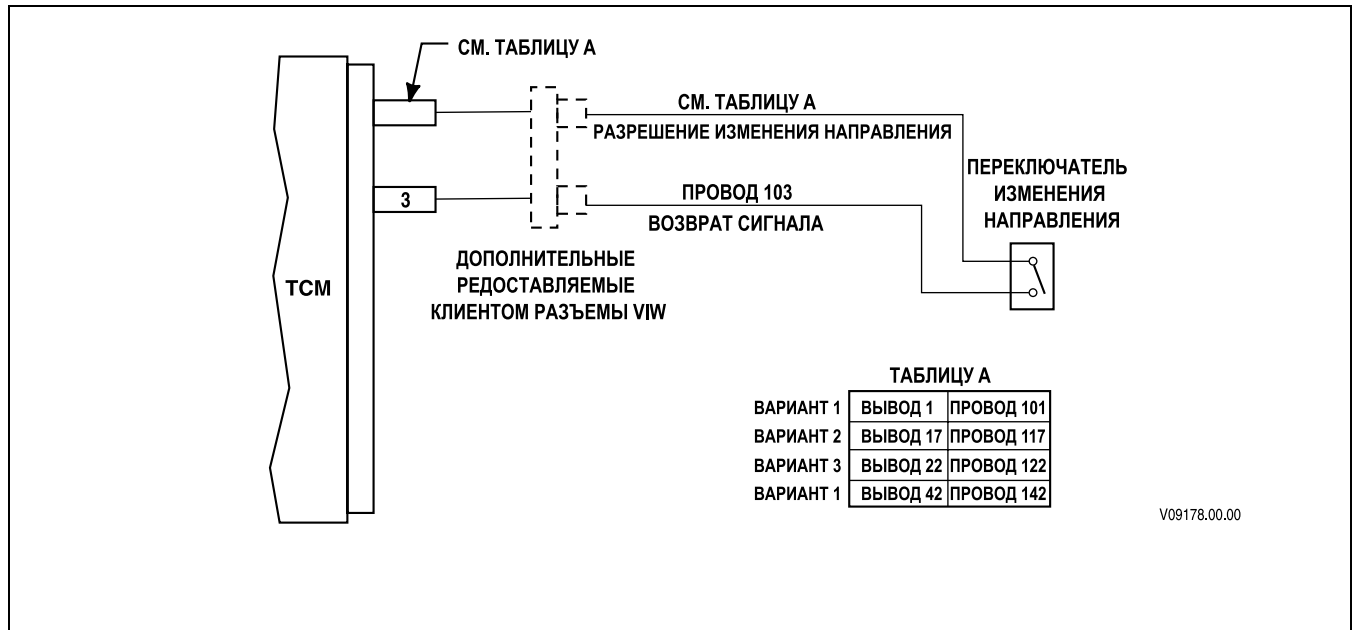 СМ. ТАБЛИЦУ А
СМ. ТАБЛИЦУ А
РАЗРЕШЕНИЕ ИЗМЕНЕНИЯ НАПРАВЛЕНИЯ
ПЕРЕКЛЮЧАТЕЛЬ
ИЗМЕНЕНИЯ
НАПРАВЛЕНИЯ
3
ПРОВОД 103
ВОЗВРАТ СИГНАЛА
TCM
ДОПОЛНИТЕЛЬНЫЕ
РЕДОСТАВЛЯЕМЫЕ
КЛИЕНТОМ РАЗЪЕМЫ VIW
ТАБЛИЦУ А
ВАРИАНТ 1 ВЫВОД 1 ПРОВОД 101
ВАРИАНТ 2 ВЫВОД 17 ПРОВОД 117
ВАРИАНТ 3 ВЫВОД 22 ПРОВОД 122
ВАРИАНТ 1 ВЫВОД 42 ПРОВОД 142
V09178.00.00